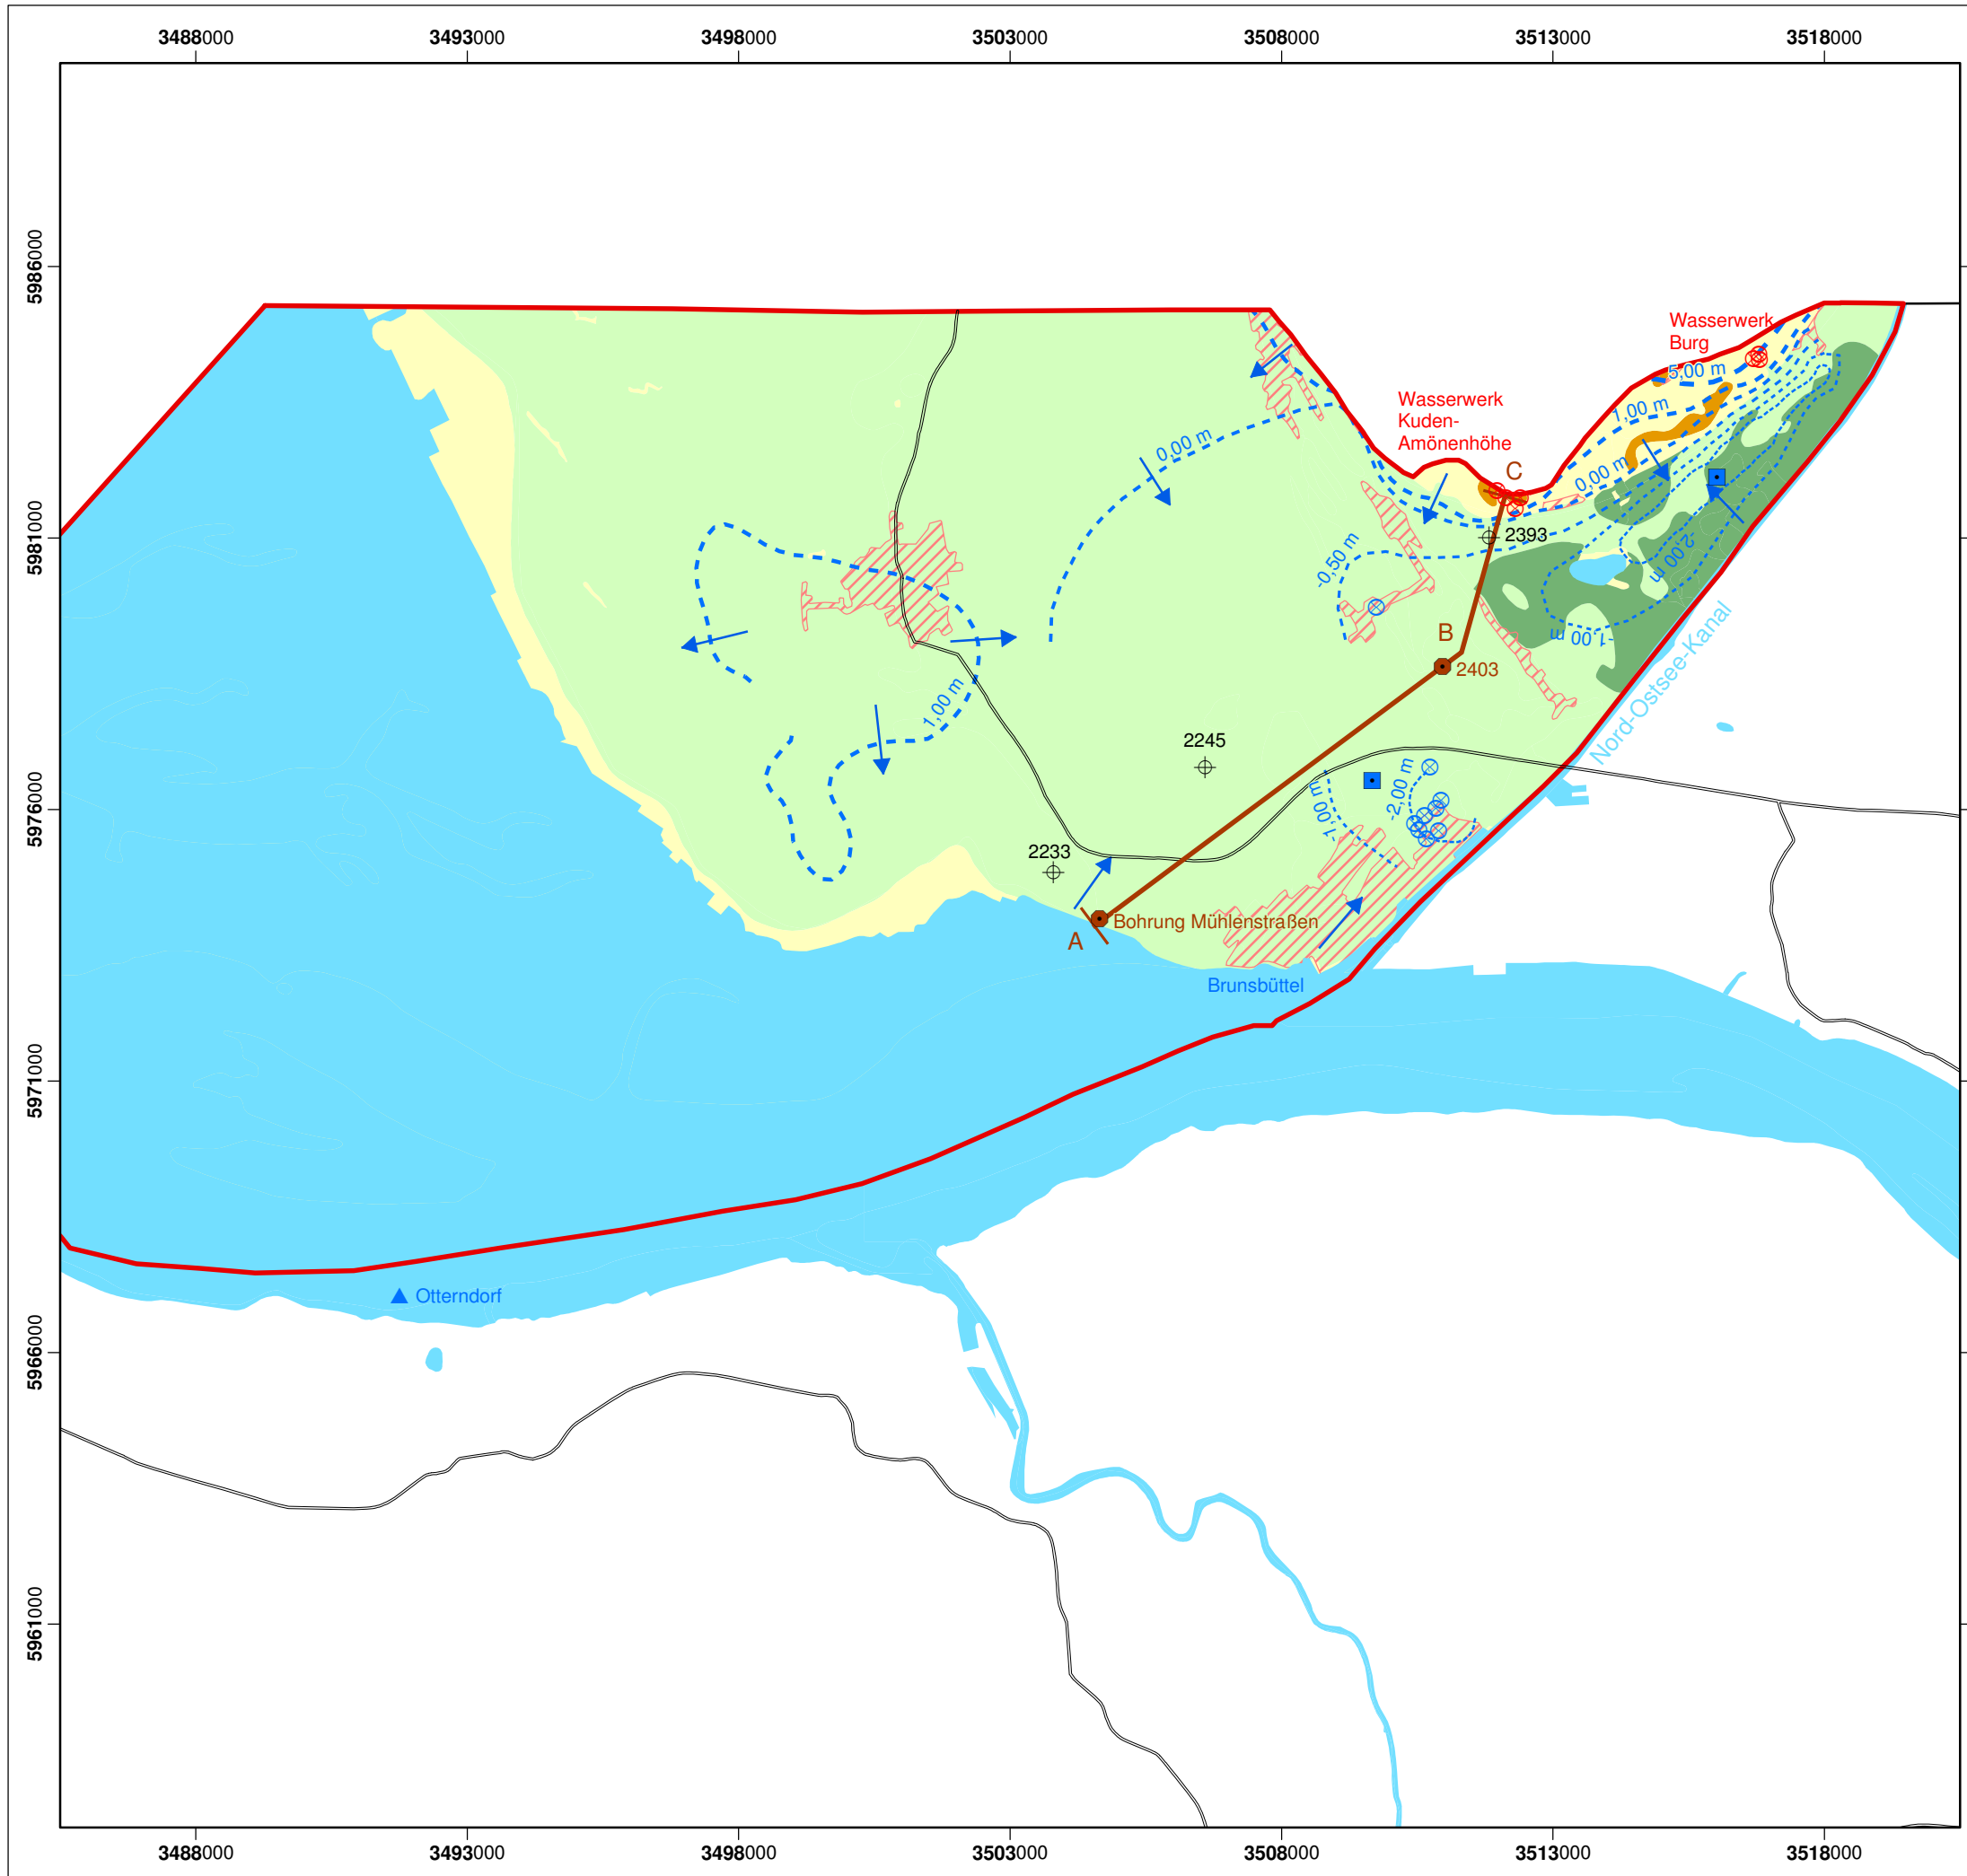 3488000 3493000 3498000 3503000 3508000 3513000 3518000
5986000
5981000
5976000
5971000
5966000
5961000
Wasserwerk
Burg
5,00 m
1,00 m
Wasserwerk
Kuden-
Amönenhöhe
0,00 m
C
0,00 m
2393
-0,50 m
-2,00 m
B
-1,00 m
2403
Nord-Ostsee-Kanal
1,00 m
2245
-2,00 m
-1,00 m
2233
Bohrung Mühlenstraßen
A
Brunsbüttel
Otterndorf
3488000 3493000 3498000 3503000 3508000 3513000 3518000